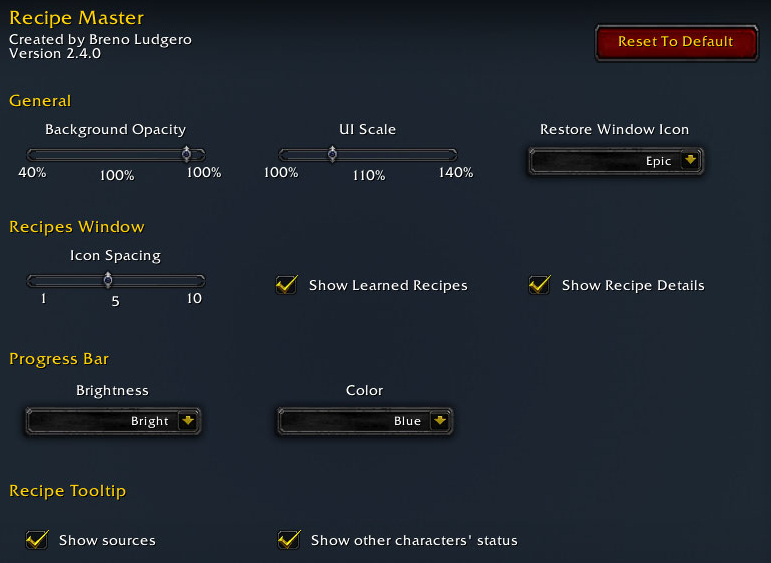 Recipe Master
Created by Breno Ludgero
Version 2.4.0
Reset To Default
General
Background Opacity
40%
100%
100%
UI Scale
100%
110%
140%
Restore Window Icon
Epic
Recipes Window
Icon Spacing
1
5
10
Show Learned Recipes
Show Recipe Details
Progress Bar
Brightness
Bright
Color
Blue
Recipe Tooltip
Show sources
Show other characters' status